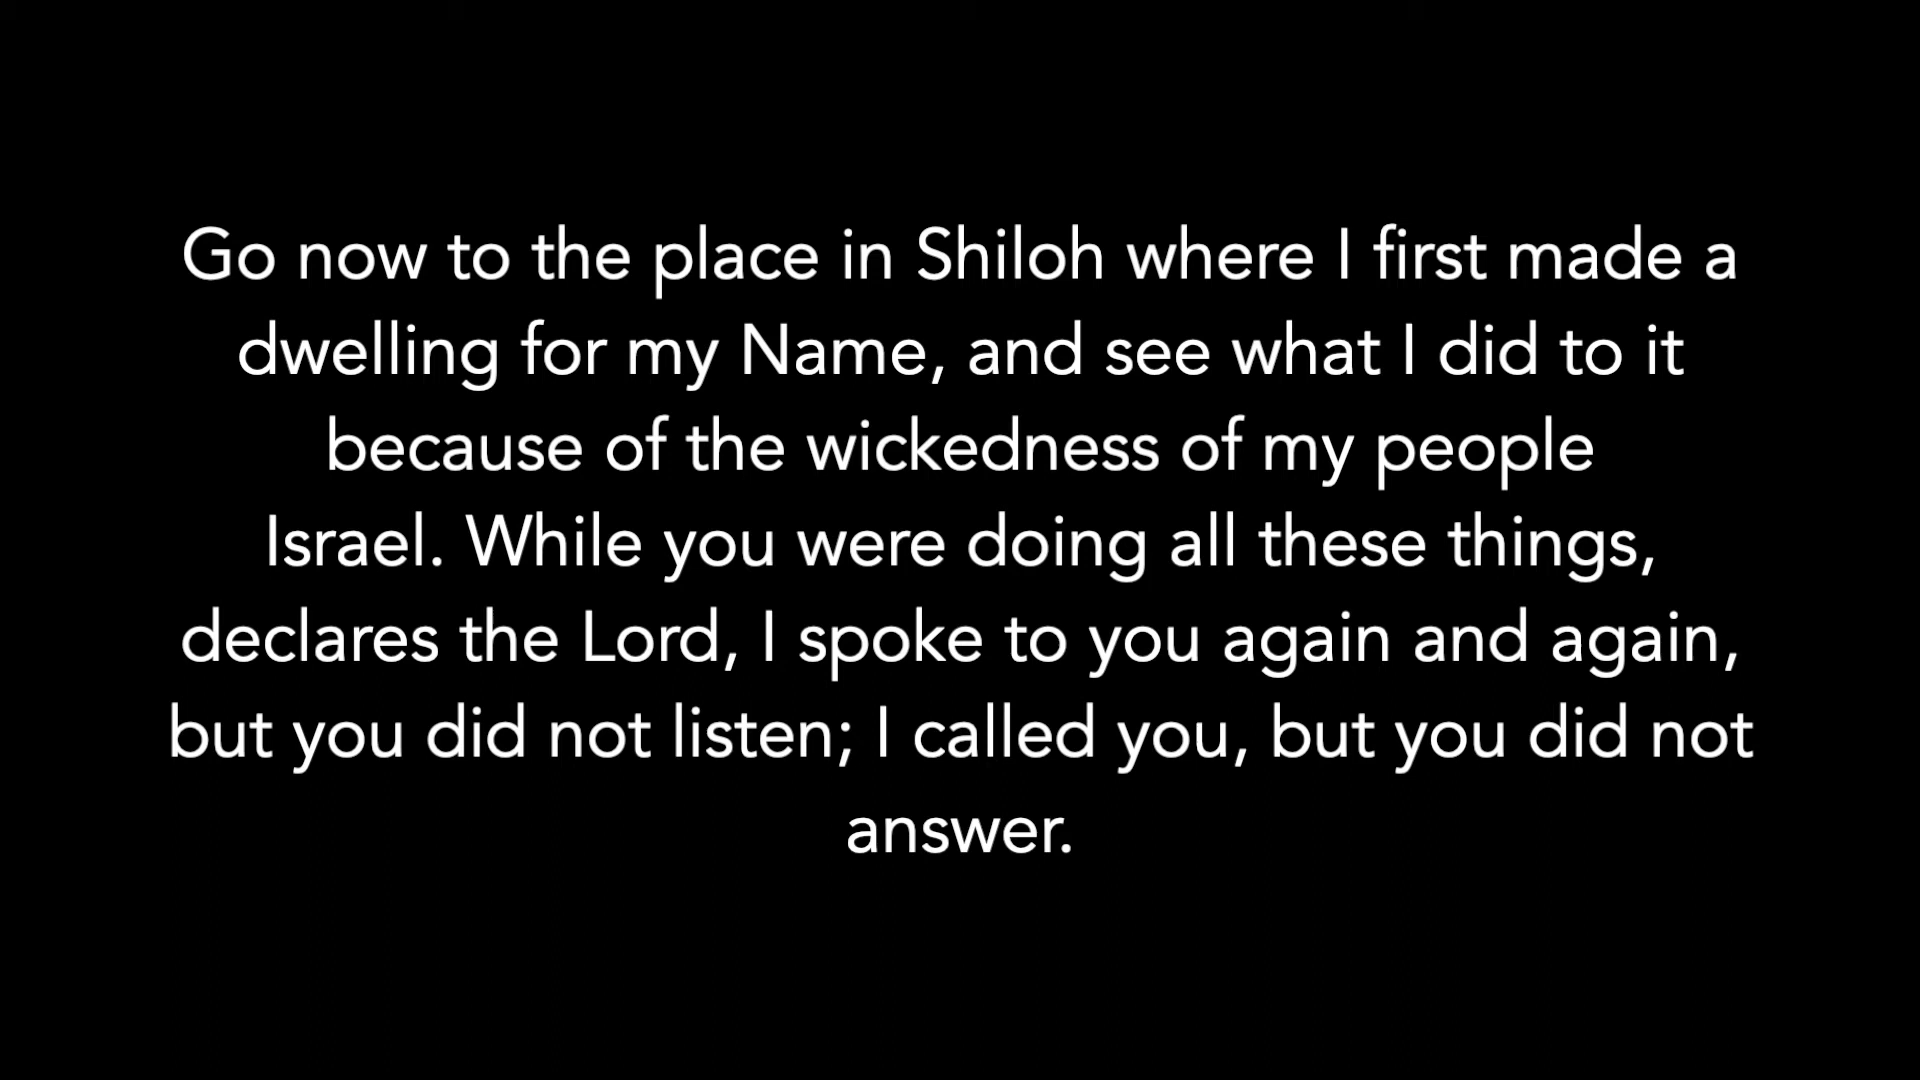 Go now to the place in Shiloh where I first made a
dwelling for my Name, and see what I did to it
because of the wickedness of my people
Israel. While you were doing all these things,
declares the Lord, I spoke to you again and again,
but you did not listen; I called you, but you did not
answer.